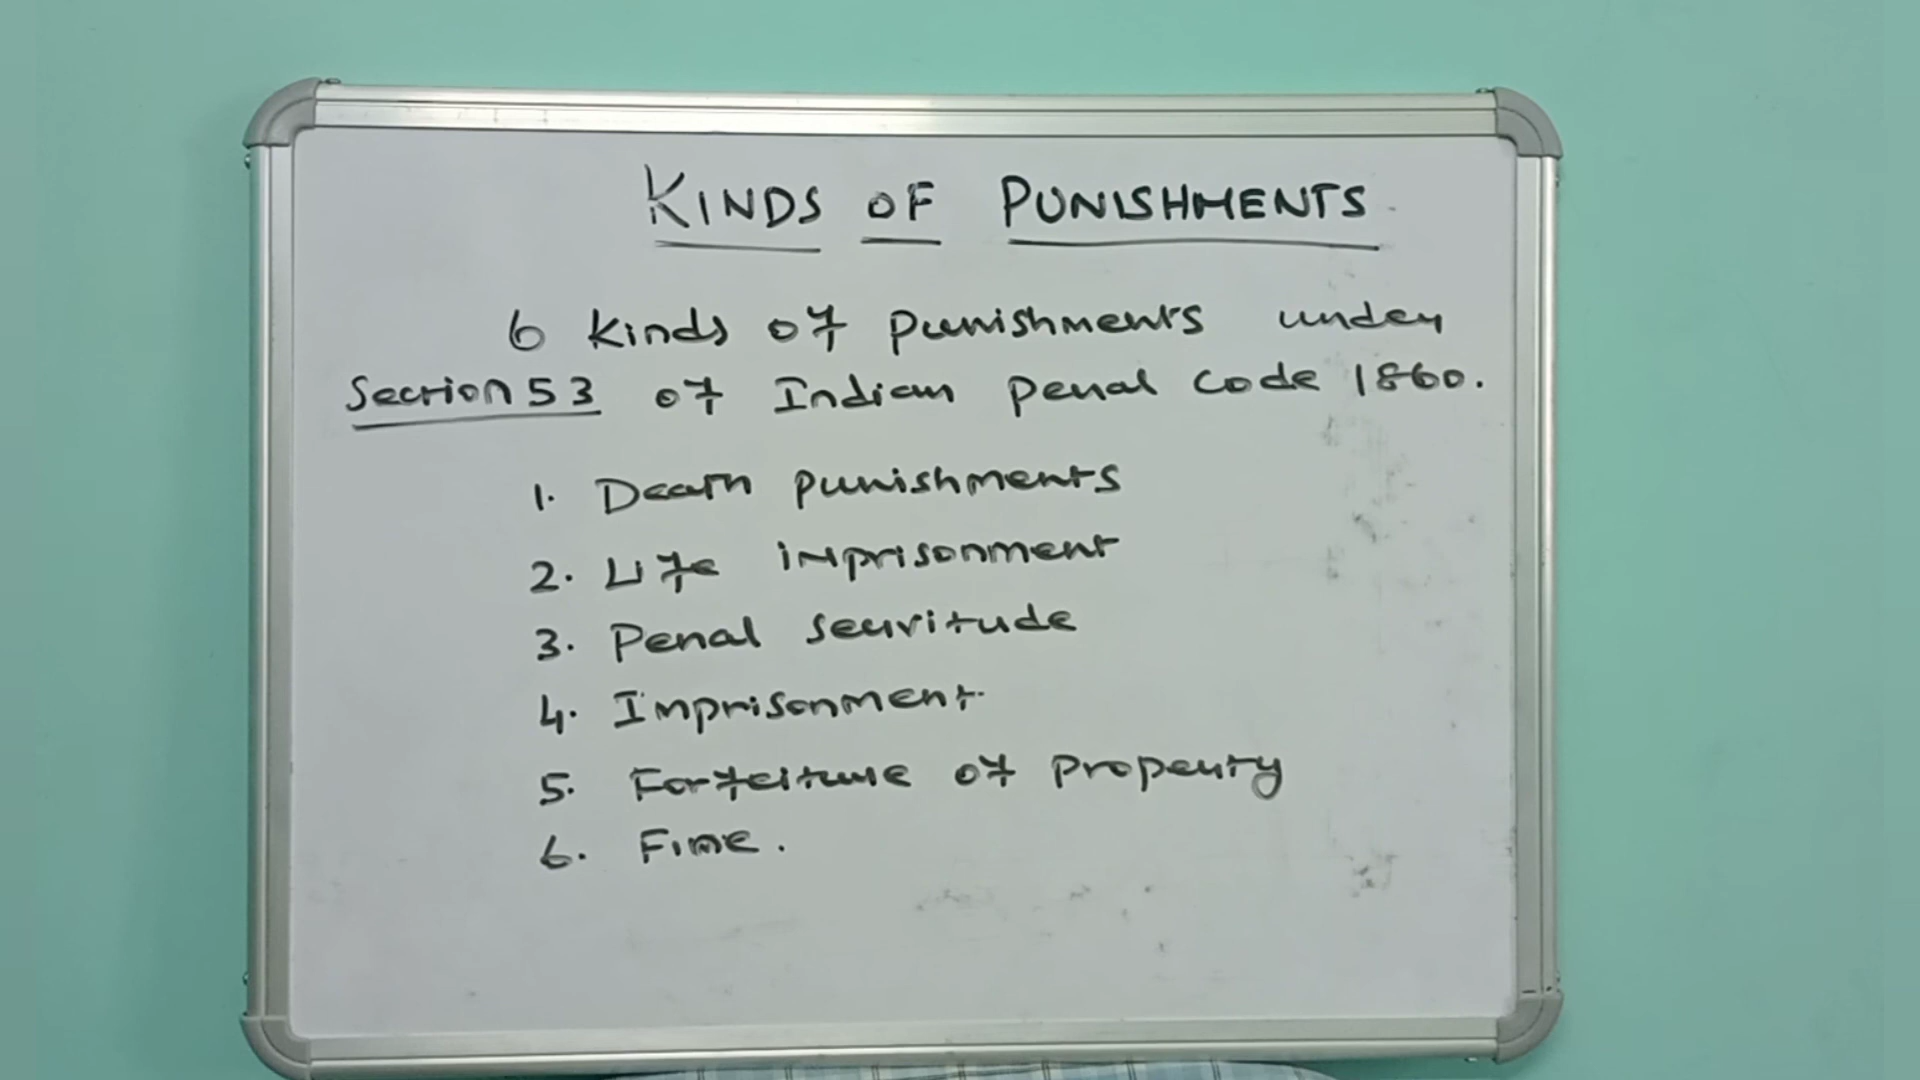 KINDS OF PUNISHMENTS
6 kinds of punishments under
Section 53 of Indian penal code 1860.
1. Death punishments
2. Life imprisonment
3. Penal servitude
4. Imprisonment.
5. Forfeiture of property
6. Fine.